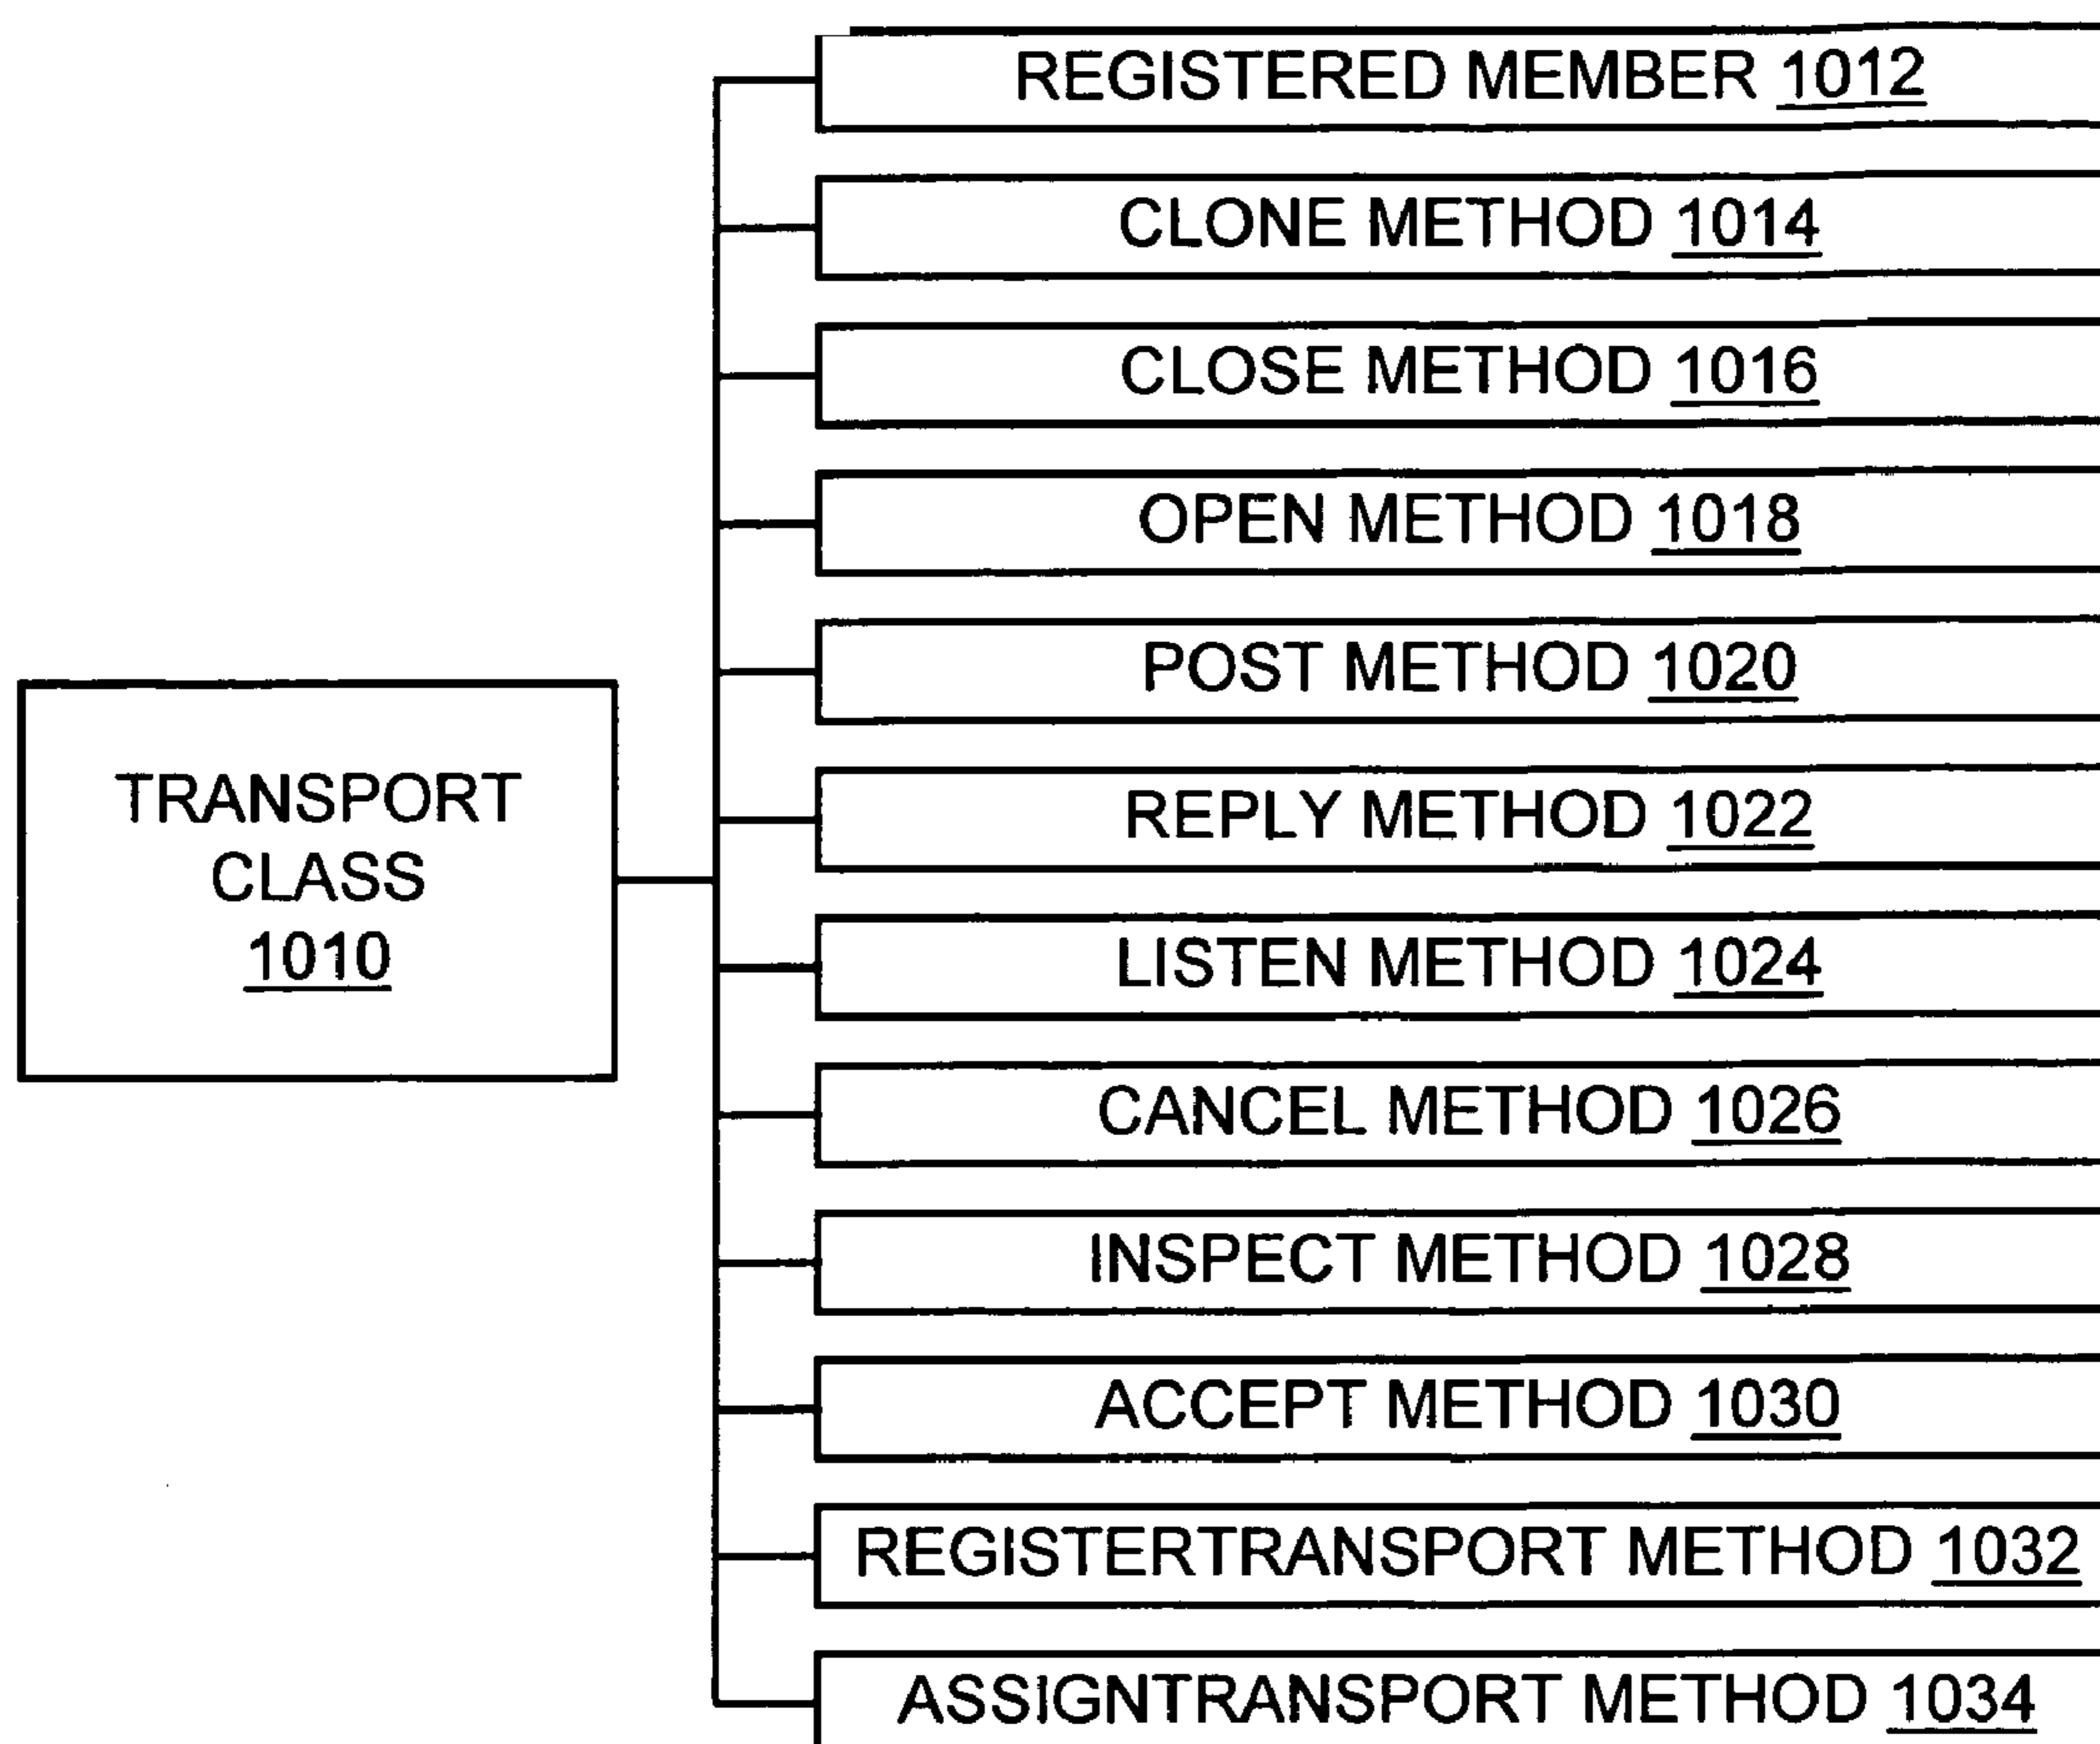 REGISTERED MEMBER 1012
CLONE METHOD 1014
CLOSE METHOD 1016
OPEN METHOD 1018
POST METHOD 1020
REPLY METHOD 1022
LISTEN METHOD 1024
CANCEL METHOD 1026
INSPECT METHOD 1028
ACCEPT METHOD 1030
REGISTERTRANSPORT METHOD 1032
ASSIGNTRANSPORT METHOD 1034
TRANSPORT
CLASS
1010